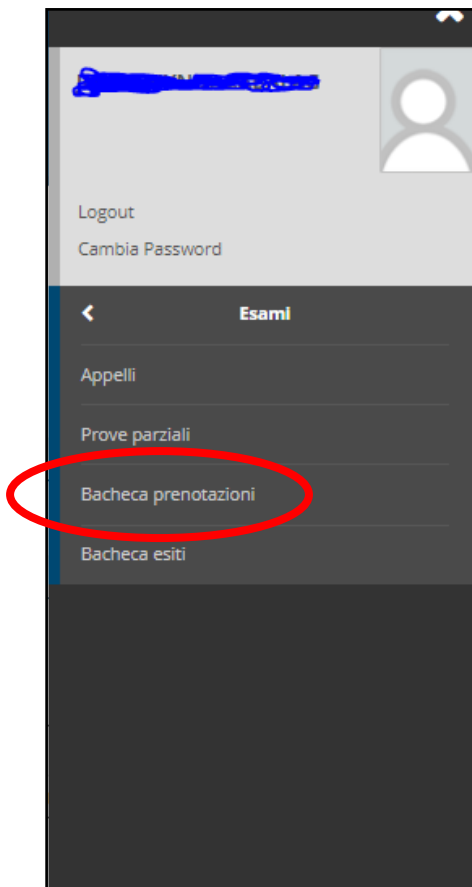 Logout
Cambia Password
Esami
Appelli
Prove parziali
Bacheca prenotazioni
Bacheca esiti